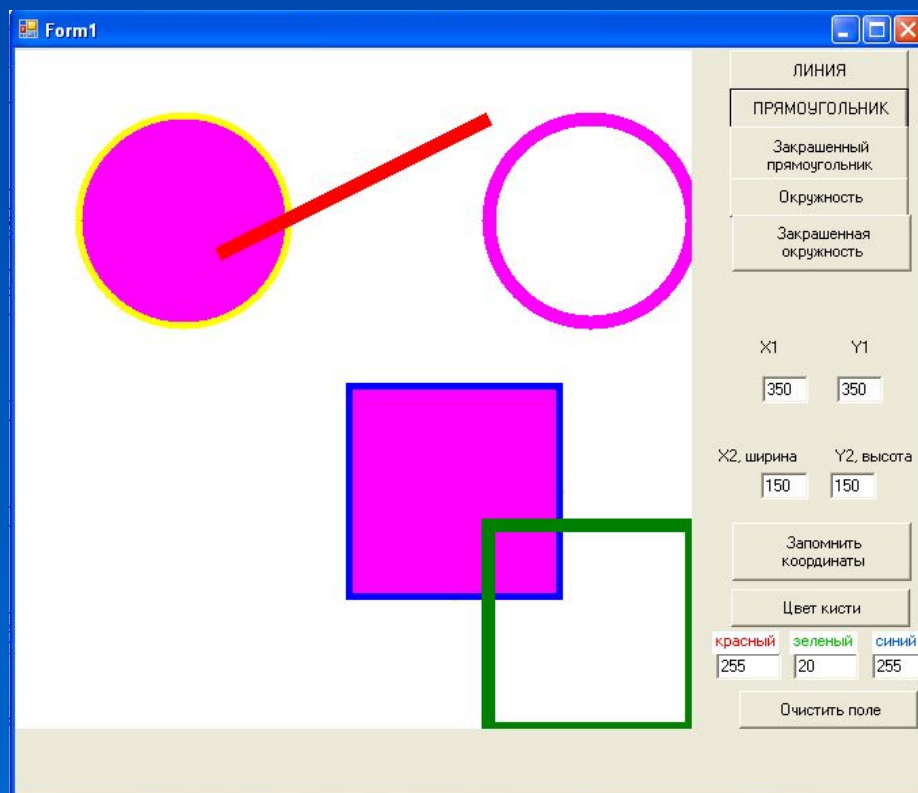 Form1
ЛИНИЯ
ПРЯМОУГОЛЬНИК
Закрашенный
прямоугольник
Окружность
Закрашенная
окружность
X1 Y1
350 350
X2, ширина Y2, высота
150 150
Запомнить
координаты
Цвет кисти
красный зеленый синий
255 20 255
Очистить поле